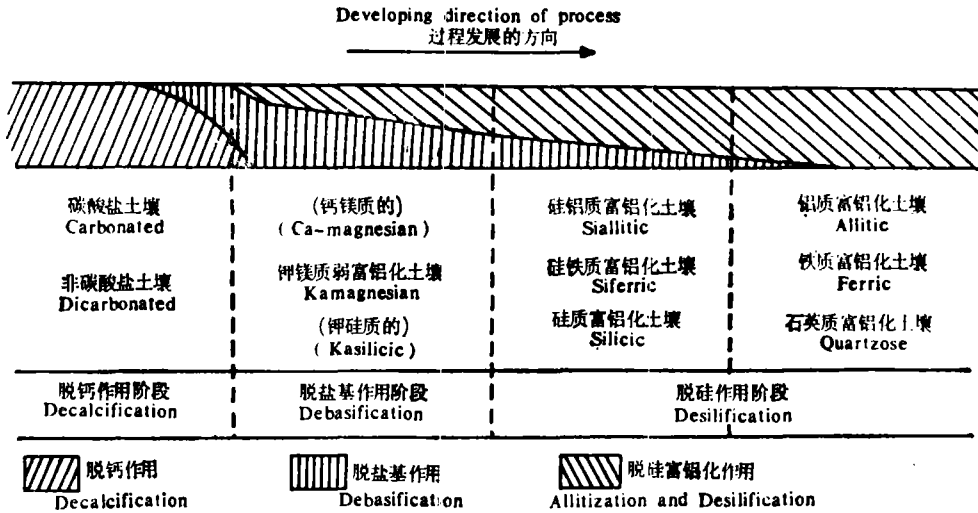 Developing direction of process
过程发展的方向
碳酸盐土壤
Carbonated
非碳酸盐土壤
Dicarbonated
(钙镁质的)
(Ca-magnesian)
钾镁质弱富铝化土壤
Kamagnesian
(钾硅质的)
(Kasilicic)
硅铝质富铝化土壤
Siallitic
硅铁质富铝化土壤
Siferric
硅质富铝化土壤
Silicic
铝质富铝化土壤
Allitic
铁质富铝化土壤
Ferric
石英质富铝化土壤
Quartzose
脱钙作用阶段
Decalcification
脱盐基作用阶段
Debasification
脱硅作用阶段
Desilification
脱钙作用
Decalcification
脱盐基作用
Debasification
脱硅富铝化作用
Allitization and Desilification